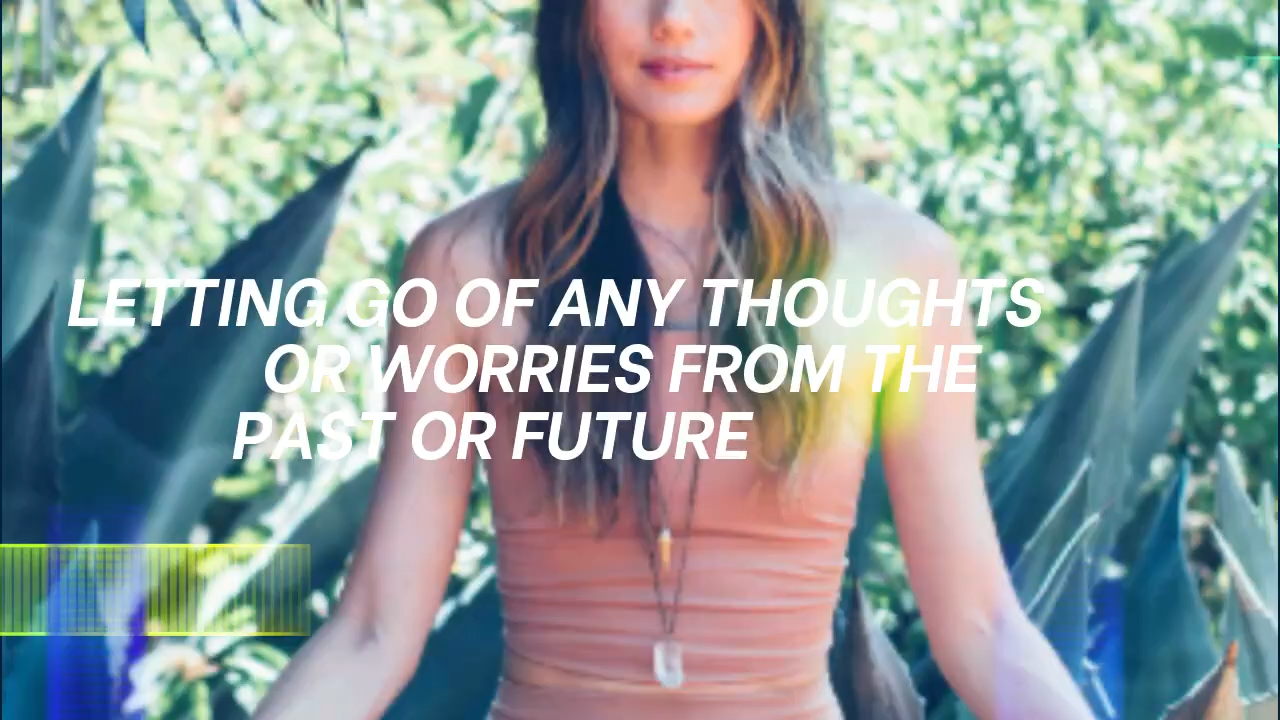 LETTING GO OF ANY THOUGHTS
OR WORRIES FROM THE
PAST OR FUTURE